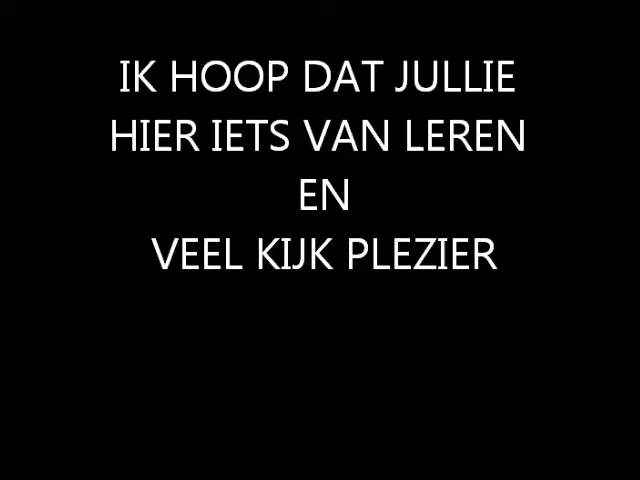 IK HOOP DAT JULLIE
HIER IETS VAN LEREN
EN
VEEL KIJK PLEZIER